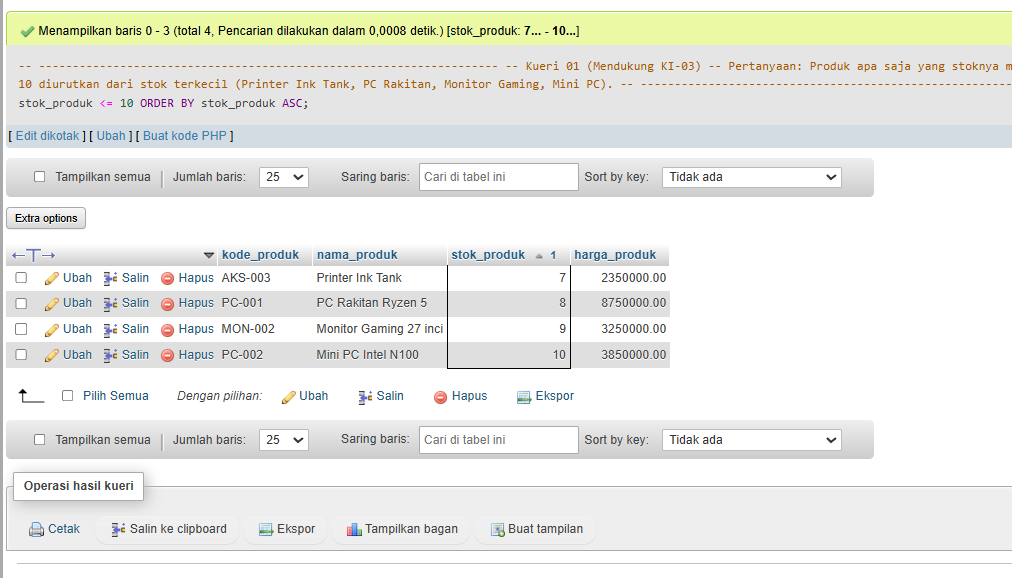 Menampilkan baris 0 - 3 (total 4, Pencarian dilakukan dalam 0,0008 detik.) [stok_produk: 7... - 10...]
-- -------------------------------------------------------------------- -- Kueri 01 (Mendukung KI-03) -- Pertanyaan: Produk apa saja yang stoknya m
10 diurutkan dari stok terkecil (Printer Ink Tank, PC Rakitan, Monitor Gaming, Mini PC). -- --------------------------------------------------------
stok_produk <= 10 ORDER BY stok_produk ASC;
[ Edit dikotak ] [ Ubah ] [ Buat kode PHP ]
Tampilkan semua | Jumlah baris: 25 Saring baris: Cari di tabel ini Sort by key: Tidak ada
Extra options
←T→ kode_produk nama_produk stok_produk 1 harga_produk
Ubah Salin Hapus AKS-003 Printer Ink Tank 7 2350000.00
Ubah Salin Hapus PC-001 PC Rakitan Ryzen 5 8 8750000.00
Ubah Salin Hapus MON-002 Monitor Gaming 27 inci 9 3250000.00
Ubah Salin Hapus PC-002 Mini PC Intel N100 10 3850000.00
Pilih Semua Dengan pilihan: Ubah Salin Hapus Ekspor
Tampilkan semua | Jumlah baris: 25 Saring baris: Cari di tabel ini Sort by key: Tidak ada
Operasi hasil kueri
Cetak Salin ke clipboard Ekspor Tampilkan bagan Buat tampilan